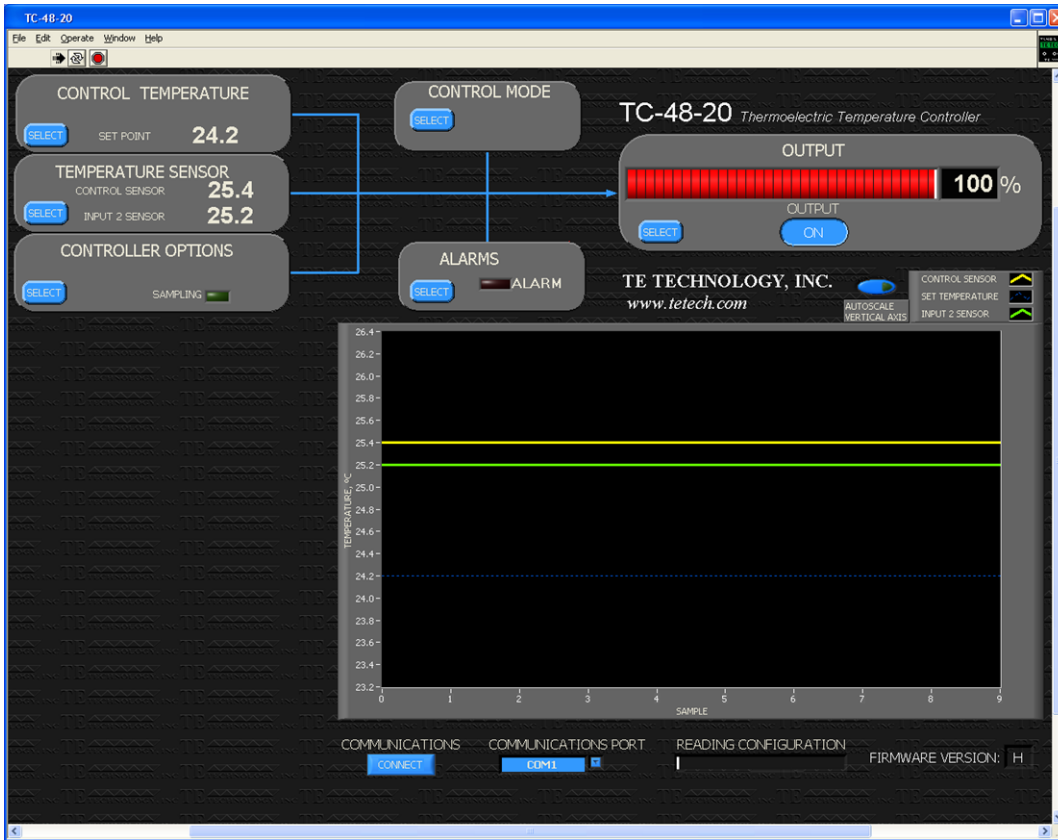 TC-48-20
File Edit Operate Window Help
CONTROL TEMPERATURE
SELECT SET POINT 24.2
TEMPERATURE SENSOR
CONTROL SENSOR 25.4
SELECT INPUT 2 SENSOR 25.2
CONTROLLER OPTIONS
SELECT SAMPLING
CONTROL MODE
SELECT
ALARMS
SELECT ALARM
TC-48-20 Thermoelectric Temperature Controller
OUTPUT
100 %
OUTPUT
SELECT ON
TE TECHNOLOGY, INC.
www.tetech.com
AUTOSCALE
VERTICAL AXIS
CONTROL SENSOR
SET TEMPERATURE
INPUT 2 SENSOR
TEMPERATURE, °C
26.4
26.2
26.0
25.8
25.6
25.4
25.2
25.0
24.8
24.6
24.4
24.2
24.0
23.8
23.6
23.4
23.2
0 1 2 3 4 5 6 7 8 9
SAMPLE
COMMUNICATIONS
CONNECT
COMMUNICATIONS PORT
COM1
READING CONFIGURATION
FIRMWARE VERSION: H